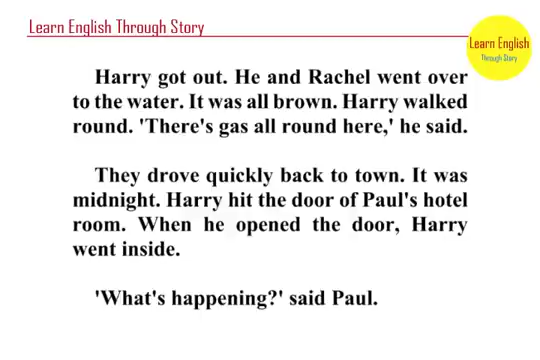 Learn English Through Story
Learn English
Through Story
Harry got out. He and Rachel went over
to the water. It was all brown. Harry walked
round. 'There's gas all round here,' he said.
They drove quickly back to town. It was
midnight. Harry hit the door of Paul's hotel
room. When he opened the door, Harry
went inside.
'What's happening?' said Paul.